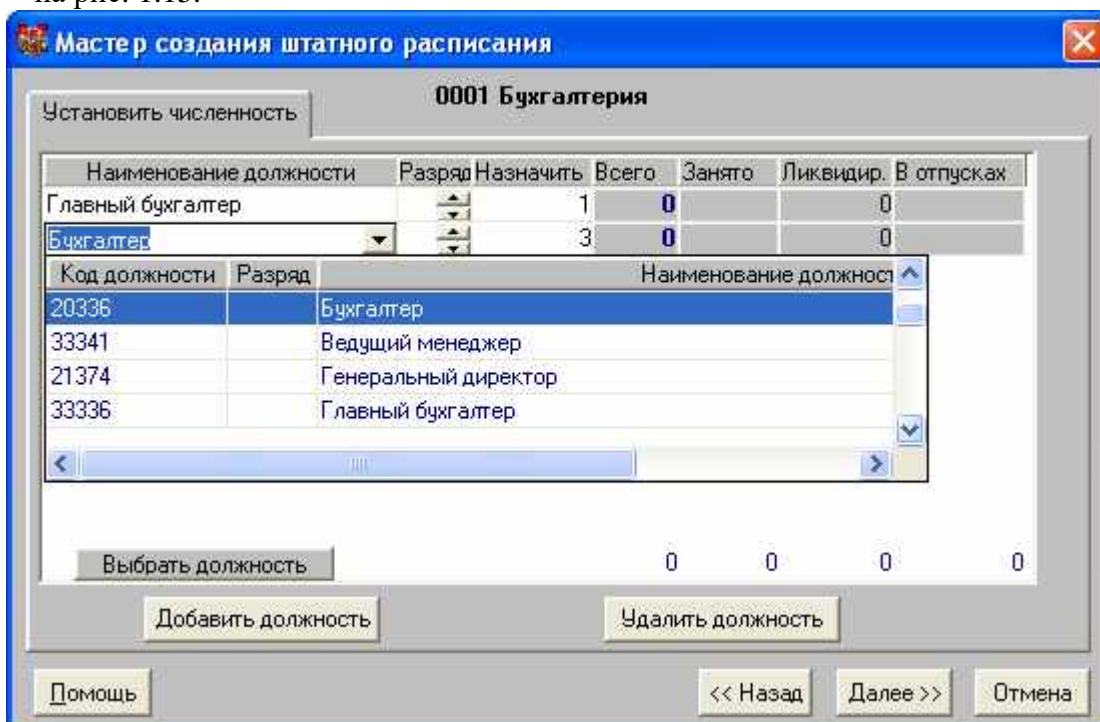 на рис. 1.15.
Мастер создания штатного расписания
0001 Бухгалтерия
Установить численность
Наименование должности Разряд Назначить Всего Занято Ликвидир. В отпусках
Главный бухгалтер 1 0 0
Бухгалтер 3 0 0
Код должности Разряд Наименование должност
20336 Бухгалтер
33341 Ведущий менеджер
21374 Генеральный директор
33336 Главный бухгалтер
Выбрать должность 0 0 0 0
Добавить должность Удалить должность
Помощь << Назад Далее >> Отмена